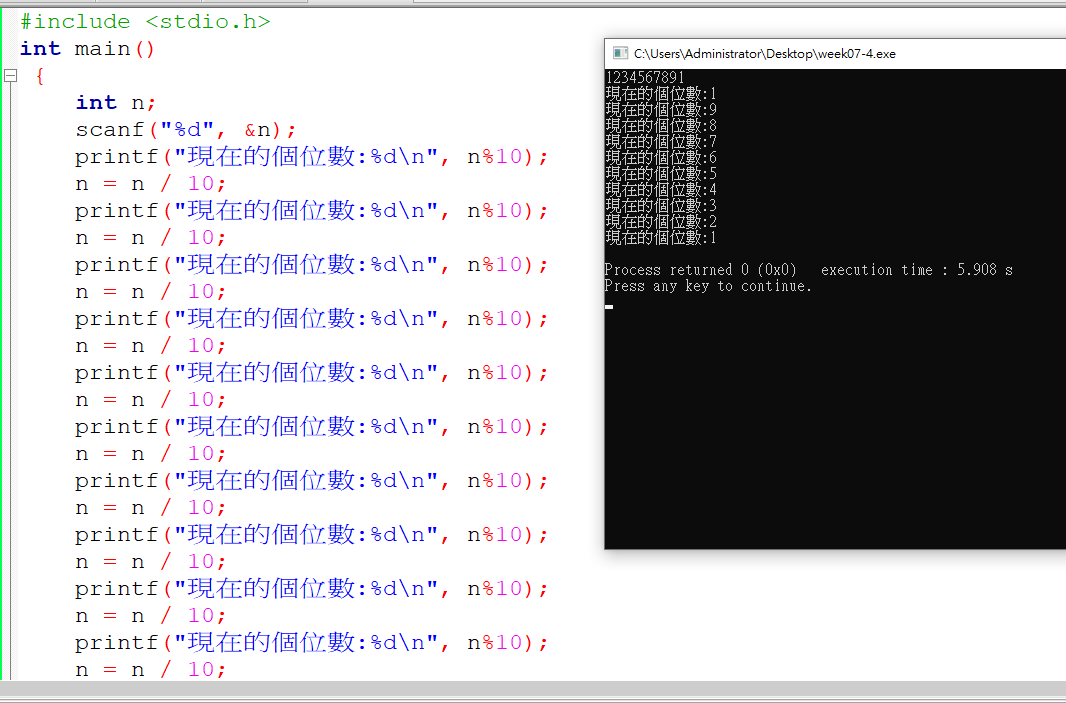 #include <stdio.h>
int main()
{
int n;
scanf("%d", &n);
printf("現在的個位數:%d\n", n%10);
n = n / 10;
printf("現在的個位數:%d\n", n%10);
n = n / 10;
printf("現在的個位數:%d\n", n%10);
n = n / 10;
printf("現在的個位數:%d\n", n%10);
n = n / 10;
printf("現在的個位數:%d\n", n%10);
n = n / 10;
printf("現在的個位數:%d\n", n%10);
n = n / 10;
printf("現在的個位數:%d\n", n%10);
n = n / 10;
printf("現在的個位數:%d\n", n%10);
n = n / 10;
printf("現在的個位數:%d\n", n%10);
n = n / 10;
printf("現在的個位數:%d\n", n%10);
n = n / 10;
C:\Users\Administrator\Desktop\week07-4.exe
1234567891
現在的個位數:1
現在的個位數:9
現在的個位數:8
現在的個位數:7
現在的個位數:6
現在的個位數:5
現在的個位數:4
現在的個位數:3
現在的個位數:2
現在的個位數:1
Process returned 0 (0x0)   execution time : 5.908 s
Press any key to continue.